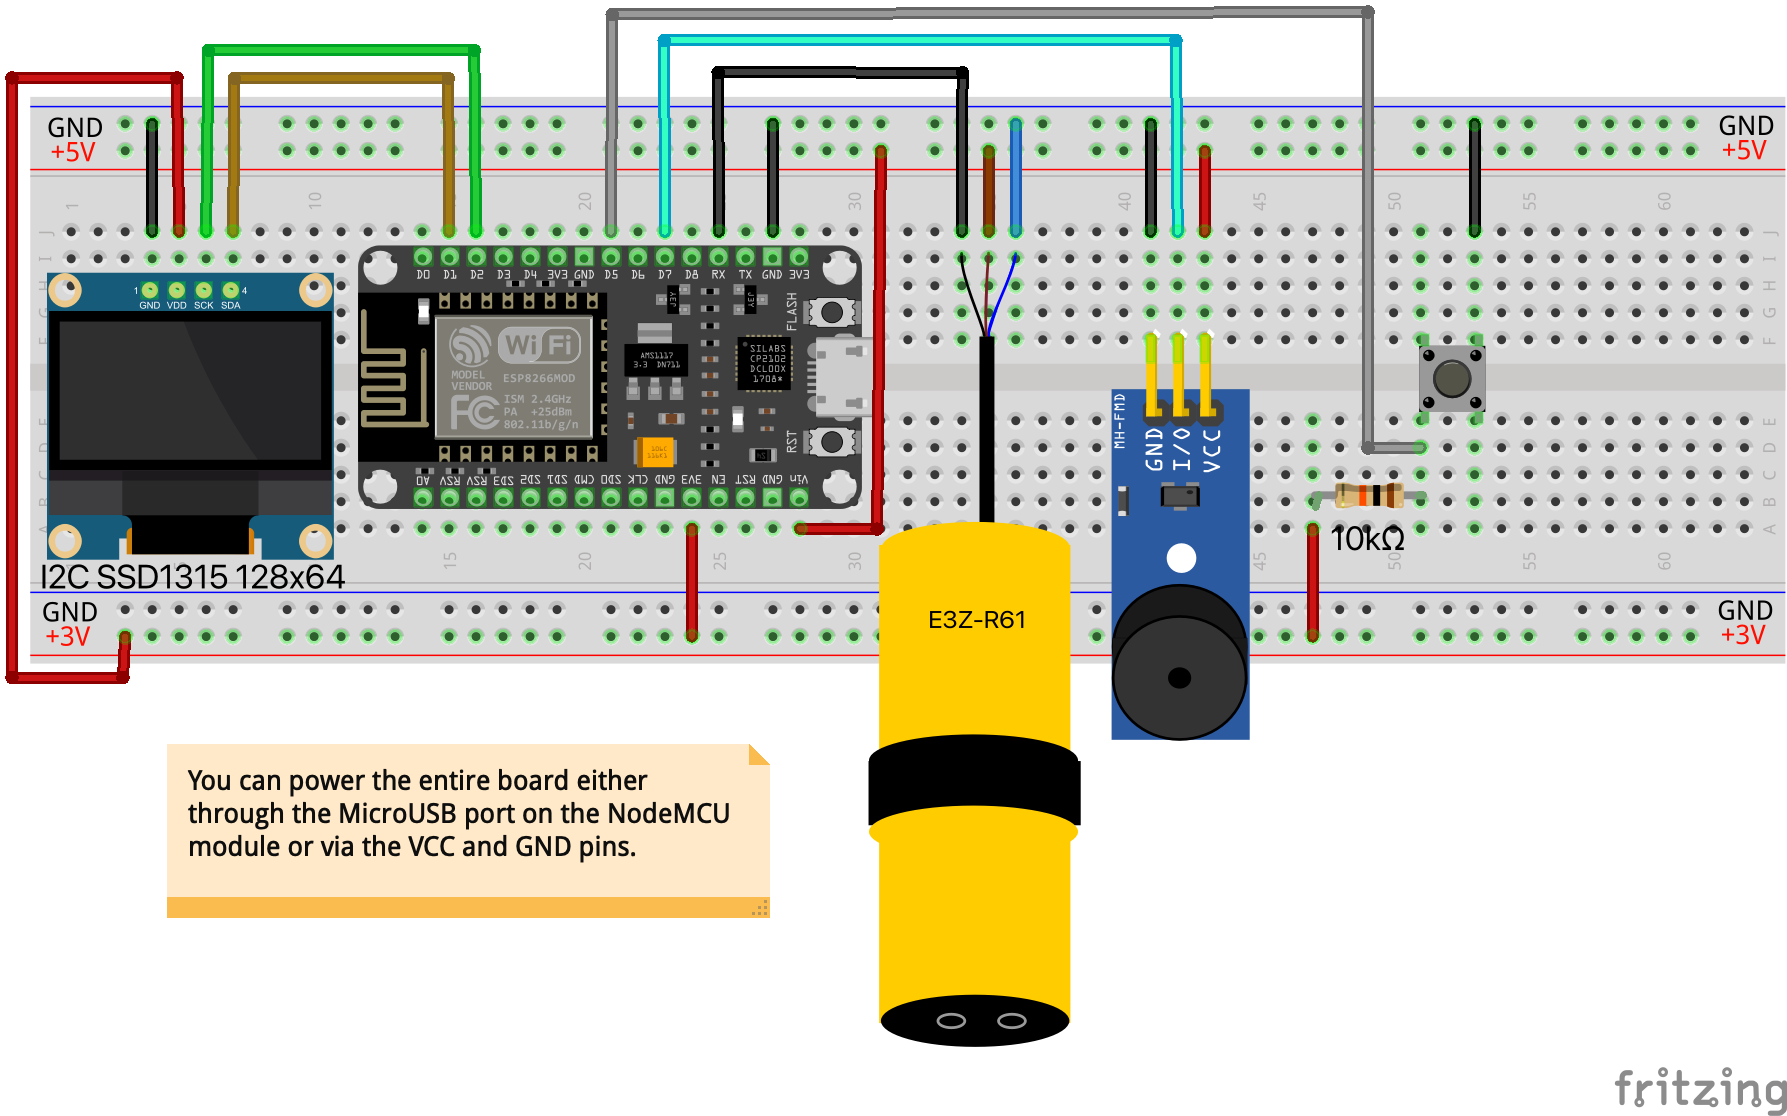 GND
+5V
GND
+5V
1
10
20
30
40
45
50
55
60
J
I
H
G
F
J
I
H
G
F
1 GND VDD SCK SDA 4
D0 D1 D2 D3 D4 3V3 GND D5 D6 D7 D8 RX TX GND 3V3
FLASH
MODEL
VENDOR
WiFi
ESP8266MOD
FC
ISM 2.4GHz
PA +25dBm
802.11b/g/n
AMS1117
3.3 DN711
SILABS
CP2102
DCL00X
1708*
RST
A0 RSV RSV SD3 SD2 SD1 CMD SD0 CLK GND 3V3 EN RST GND Vin
MH-FMD
GND
I/O
VCC
E
D
C
B
A
E
D
C
B
A
10kΩ
15
20
25
30
45
50
55
60
I2C SSD1315 128x64
GND
+3V
GND
+3V
E3Z-R61
You can power the entire board either
through the MicroUSB port on the NodeMCU
module or via the VCC and GND pins.
fritzing